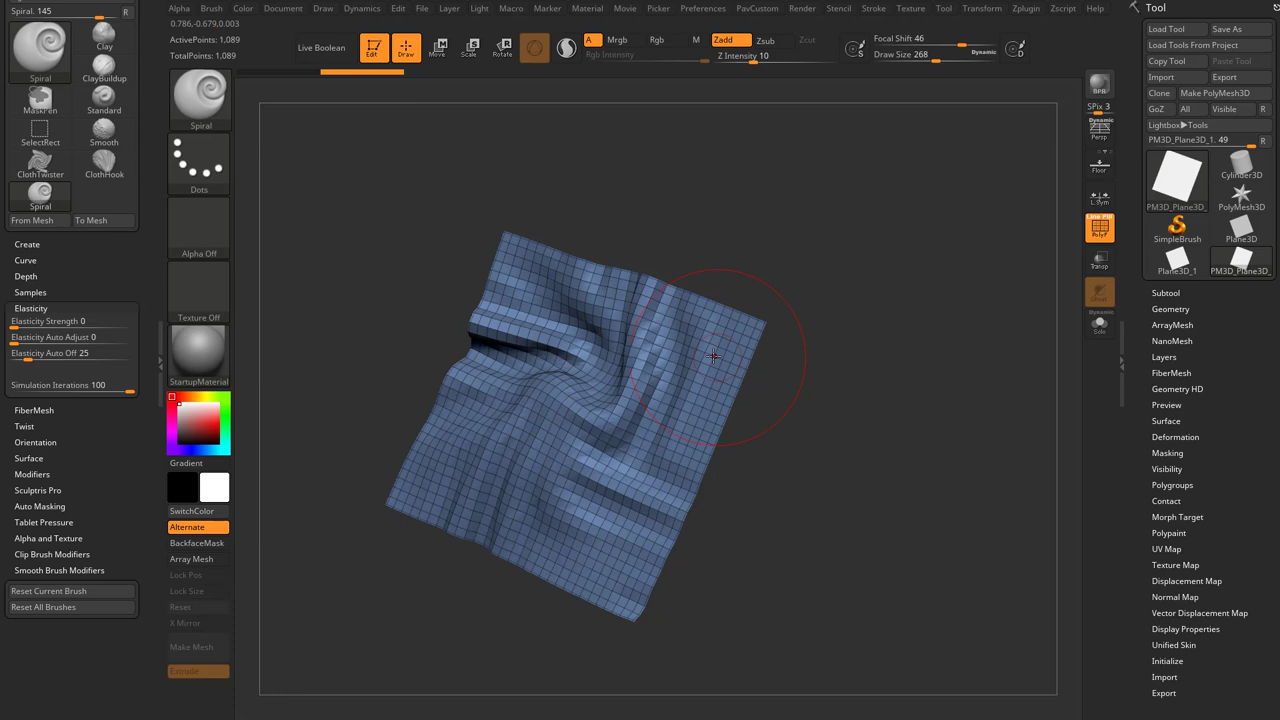 Alpha Brush Color Document Draw Dynamics Edit File Layer Light Macro Marker Material Movie Picker Preferences PavCustom Render Stencil Stroke Texture Tool Transform Zplugin Zscript Help
Spiral. 145
R
Spiral
Clay
ClayBuildup
MaskPen
Standard
SelectRect
Smooth
ClothTwister
ClothHook
Spiral
From Mesh
To Mesh
Create
Curve
Depth
Samples
Elasticity
Elasticity Strength 0
Elasticity Auto Adjust 0
Elasticity Auto Off 25
Simulation Iterations 100
FiberMesh
Twist
Orientation
Surface
Modifiers
Sculptris Pro
Auto Masking
Tablet Pressure
Alpha and Texture
Clip Brush Modifiers
Smooth Brush Modifiers
Reset Current Brush
Reset All Brushes
0.786,-0.679,0.003
ActivePoints: 1,089
TotalPoints: 1,089
Live Boolean
Edit
Draw
Move
Scale
Rotate
A
Mrgb
Rgb
M
Rgb Intensity
Zadd
Zsub
Zcut
Z Intensity 10
S
Focal Shift 46
Draw Size 268
Dynamic
D
Spiral
Dots
Alpha Off
Texture Off
StartupMaterial
Gradient
SwitchColor
Alternate
BackfaceMask
Array Mesh
Lock Pos
Lock Size
Reset
X Mirror
Make Mesh
Extrude
BPR
SPix 3
Dynamic
Persp
Floor
L.Sym
Line Fill
PolyF
Transp
Ghost
Dynamic
Solo
Tool
Load Tool
Save As
Load Tools From Project
Copy Tool
Paste Tool
Import
Export
Clone
Make PolyMesh3D
GoZ
All
Visible
R
Lightbox▶Tools
PM3D_Plane3D_1. 49
R
PM3D_Plane3D_
Cylinder3D
PolyMesh3D
SimpleBrush
Plane3D
Plane3D_1
PM3D_Plane3D_
Subtool
Geometry
ArrayMesh
NanoMesh
Layers
FiberMesh
Geometry HD
Preview
Surface
Deformation
Masking
Visibility
Polygroups
Contact
Morph Target
Polypaint
UV Map
Texture Map
Displacement Map
Normal Map
Vector Displacement Map
Display Properties
Unified Skin
Initialize
Import
Export